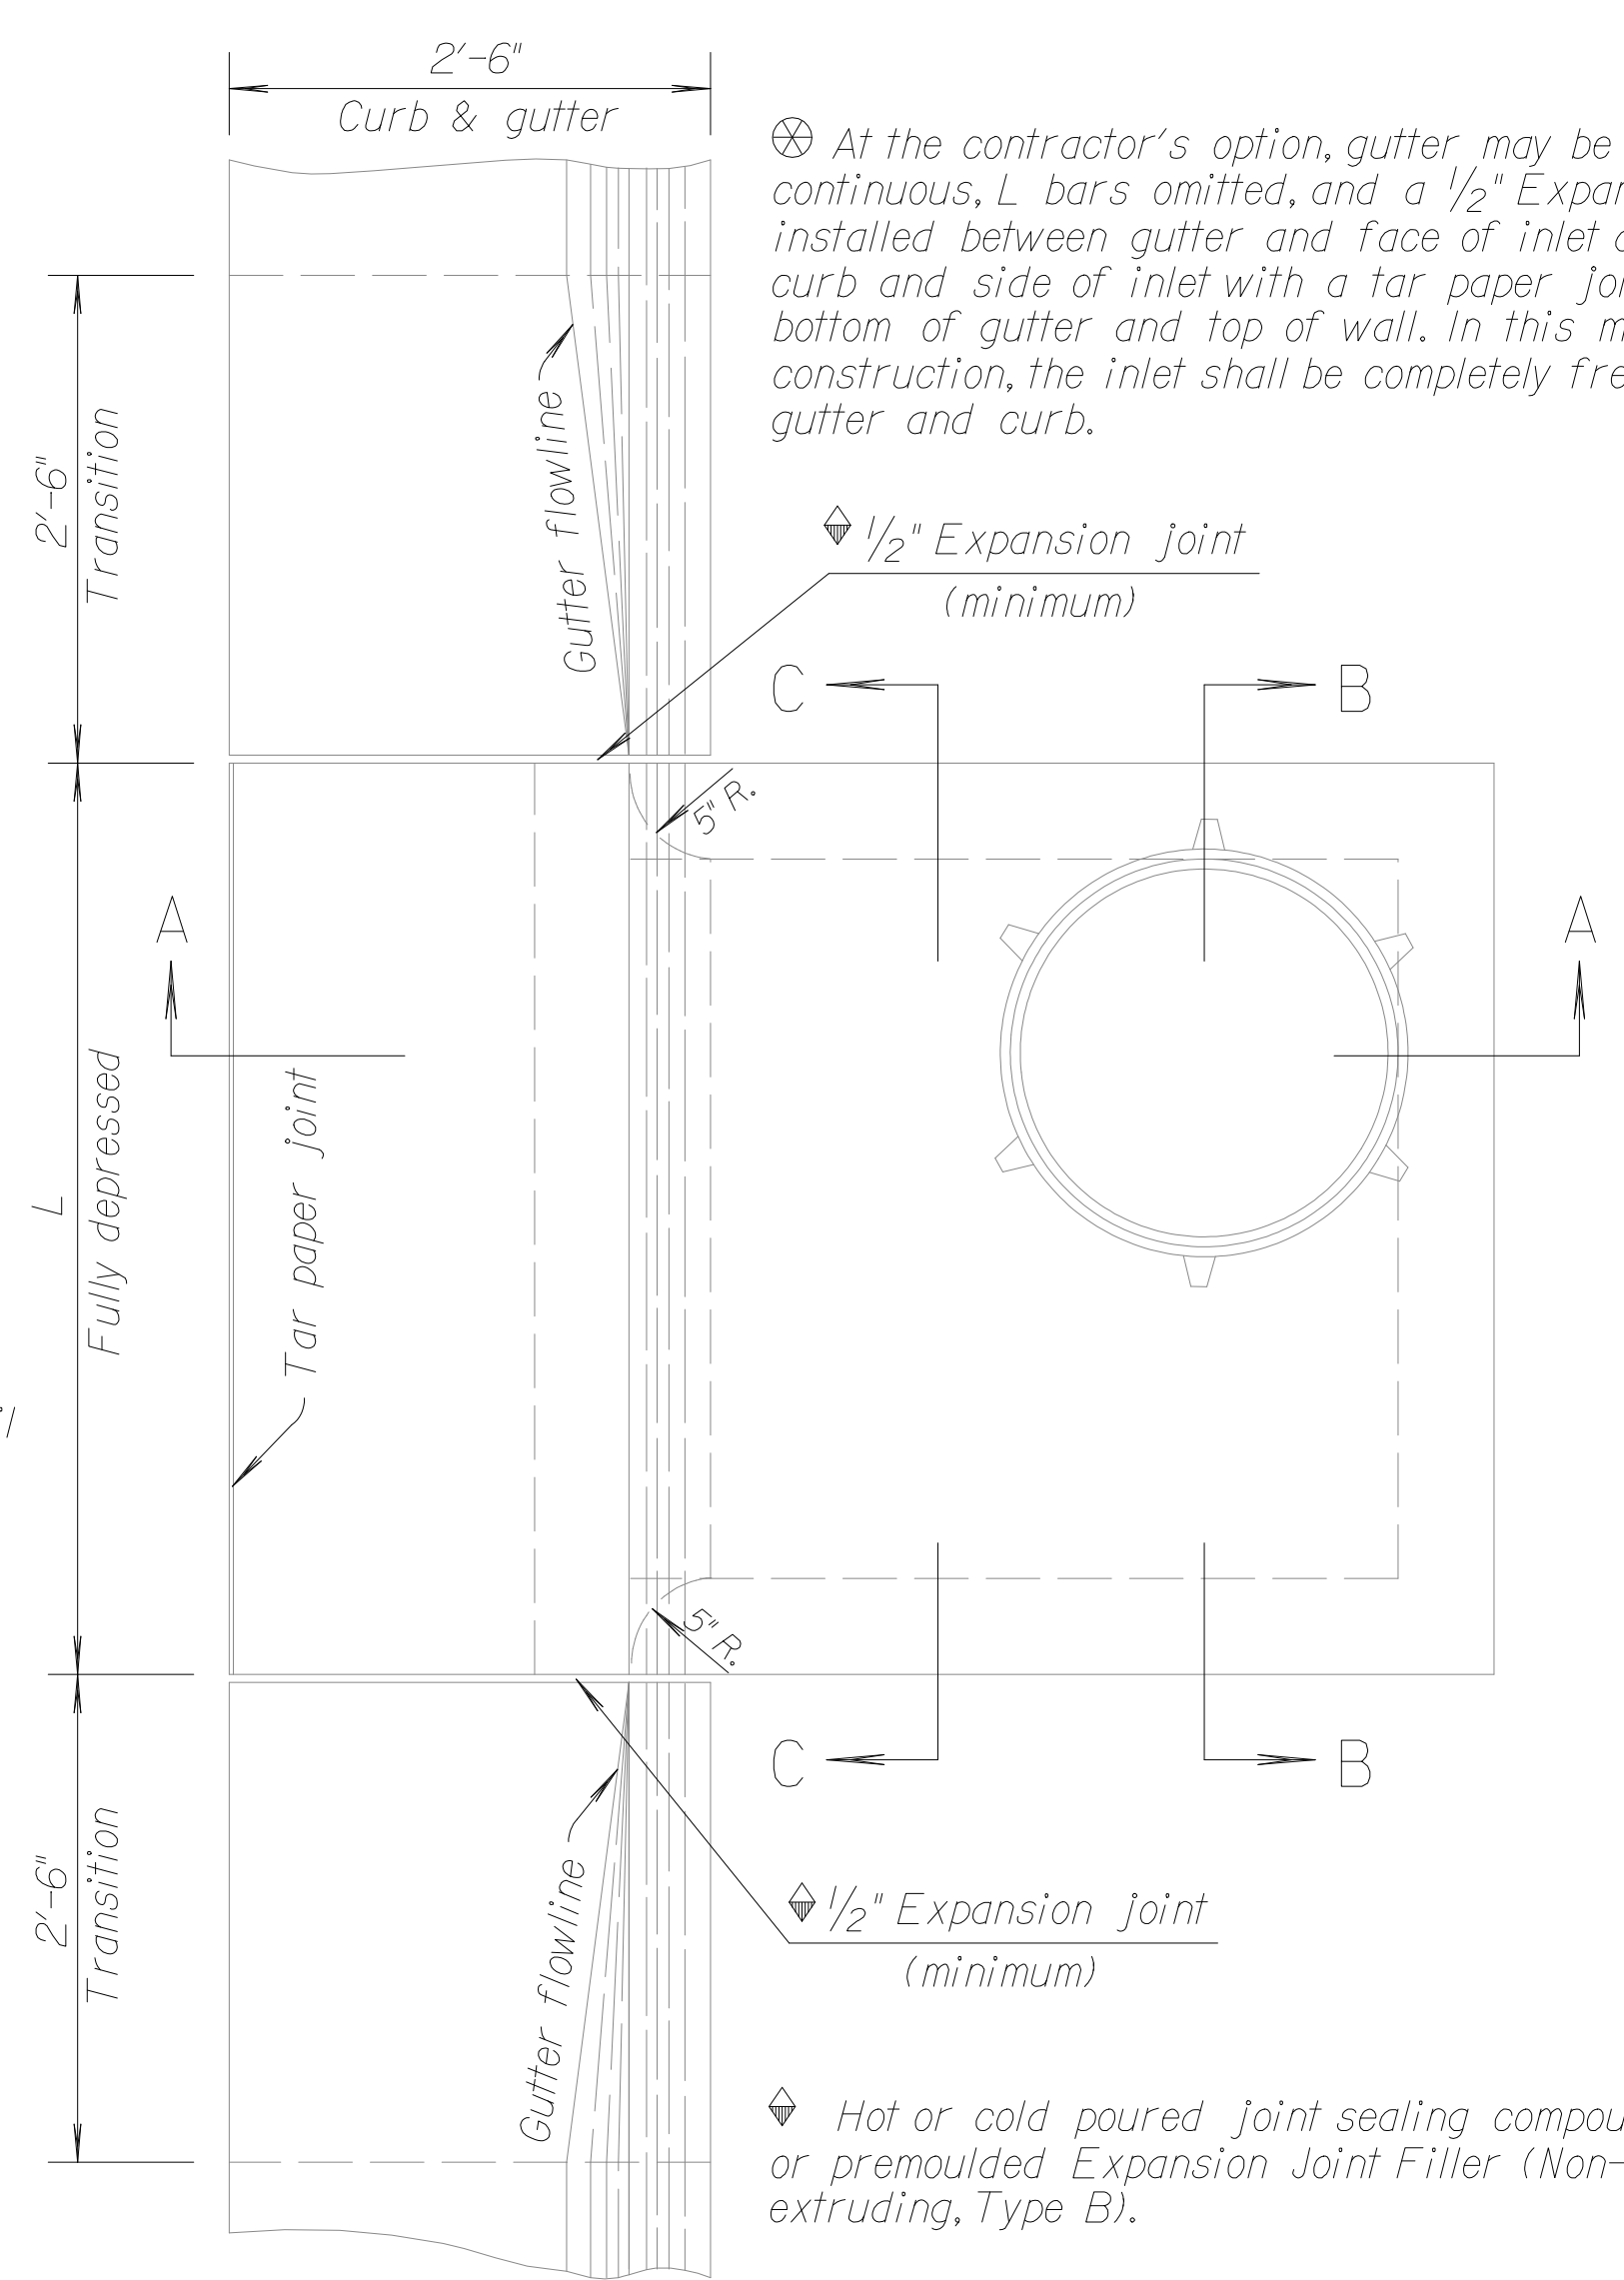 2'-6"
Curb & gutter
At the contractor's option, gutter may be
continuous, L bars omitted, and a 1/2" Expan
installed between gutter and face of inlet
curb and side of inlet with a tar paper
bottom of gutter and top of wall. In this
construction, the inlet shall be completely
gutter and curb.
2'-6"
Transition
Gutter flowline
1/2" Expansion joint
(minimum)
C
B
5" R.
A
A
L
Fully depressed
Tar paper joint
5" R.
C
B
2'-6"
Transition
Gutter flowline
1/2" Expansion joint
(minimum)
Hot or cold poured joint sealing compou
or premoulded Expansion Joint Filler (Non-
extruding, Type B).